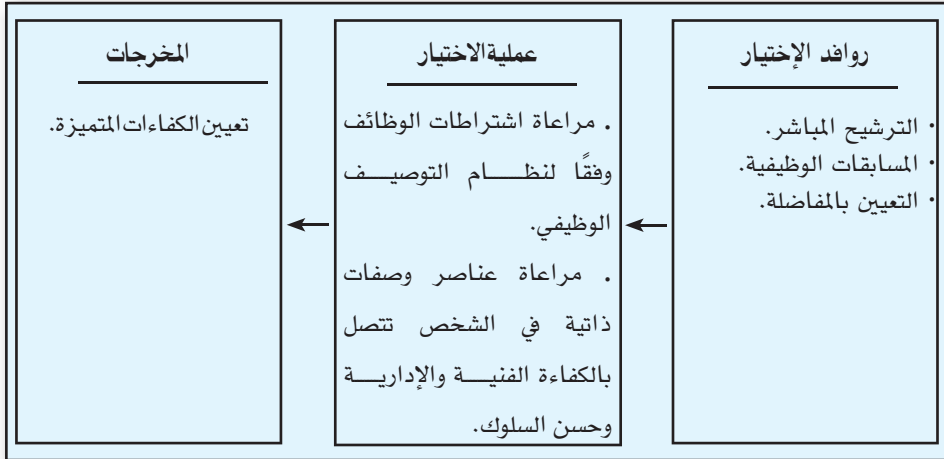 روافد الإختيار
· الترشيح المباشر.
· المسابقات الوظيفية.
· التعيين بالمفاضلة.
عملية الاختيار
. مراعاة اشتراطات الوظائف
وفقًا لنظام التوصيف
الوظيفي.
. مراعاة عناصر وصفات
ذاتية في الشخص تتصل
بالكفاءة الفنية والإدارية
وحسن السلوك.
المخرجات
تعيين الكفاءات المتميزة.